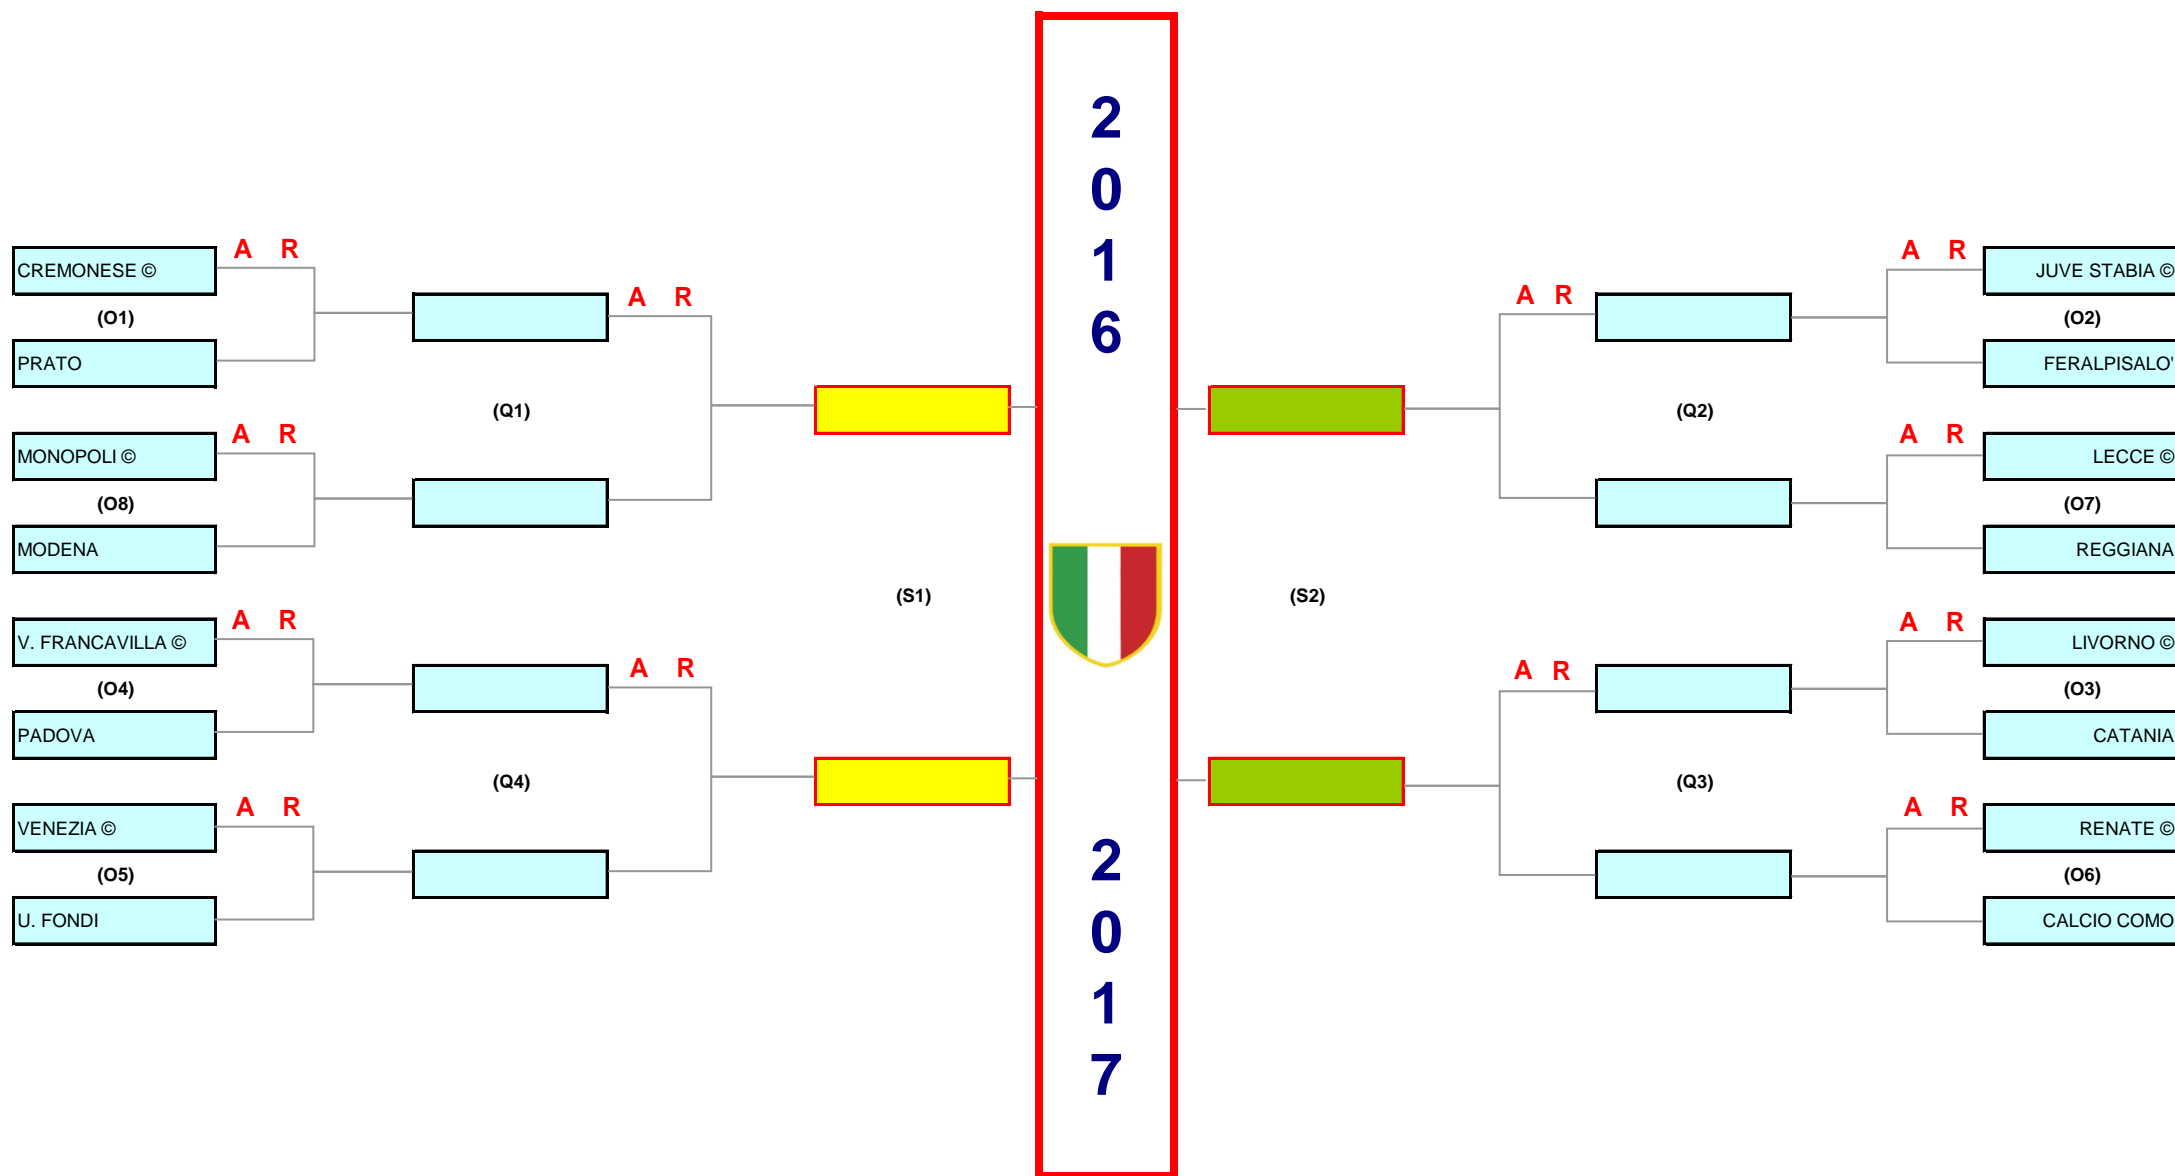 2
0
1
6
A R
CREMONESE ©
(O1)
PRATO
A R
MONOPOLI ©
(O8)
MODENA
A R
V. FRANCAVILLA ©
(O4)
PADOVA
A R
VENEZIA ©
(O5)
U. FONDI
A R
(Q1)
A R
(Q4)
(S1)
(S2)
A R
(Q2)
A R
(Q3)
A R
JUVE STABIA ©
(O2)
FERALPISALO'
A R
LECCE ©
(O7)
REGGIANA
A R
LIVORNO ©
(O3)
CATANIA
A R
RENATE ©
(O6)
CALCIO COMO
2
0
1
7